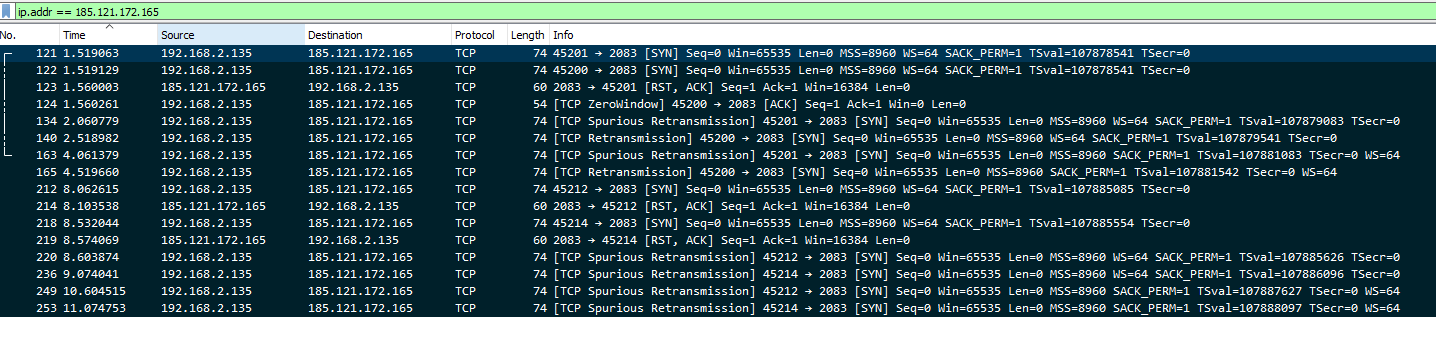 ip.addr == 185.121.172.165
No. Time Source Destination Protocol Length Info
121 1.519063 192.168.2.135 185.121.172.165 TCP 74 45201 → 2083 [SYN] Seq=0 Win=65535 Len=0 MSS=8960 WS=64 SACK_PERM=1 TSval=107878541 TSecr=0
122 1.519129 192.168.2.135 185.121.172.165 TCP 74 45200 → 2083 [SYN] Seq=0 Win=65535 Len=0 MSS=8960 WS=64 SACK_PERM=1 TSval=107878541 TSecr=0
123 1.560003 185.121.172.165 192.168.2.135 TCP 60 2083 → 45201 [RST, ACK] Seq=1 Ack=1 Win=16384 Len=0
124 1.560261 192.168.2.135 185.121.172.165 TCP 54 [TCP ZeroWindow] 45200 → 2083 [ACK] Seq=1 Ack=1 Win=0 Len=0
134 2.060779 192.168.2.135 185.121.172.165 TCP 74 [TCP Spurious Retransmission] 45201 → 2083 [SYN] Seq=0 Win=65535 Len=0 MSS=8960 WS=64 SACK_PERM=1 TSval=107879083 TSecr=0
140 2.518982 192.168.2.135 185.121.172.165 TCP 74 [TCP Retransmission] 45200 → 2083 [SYN] Seq=0 Win=65535 Len=0 MSS=8960 WS=64 SACK_PERM=1 TSval=107879541 TSecr=0
163 4.061379 192.168.2.135 185.121.172.165 TCP 74 [TCP Spurious Retransmission] 45201 → 2083 [SYN] Seq=0 Win=65535 Len=0 MSS=8960 SACK_PERM=1 TSval=107881083 TSecr=0 WS=64
165 4.519660 192.168.2.135 185.121.172.165 TCP 74 [TCP Retransmission] 45200 → 2083 [SYN] Seq=0 Win=65535 Len=0 MSS=8960 SACK_PERM=1 TSval=107881542 TSecr=0 WS=64
212 8.062615 192.168.2.135 185.121.172.165 TCP 74 45212 → 2083 [SYN] Seq=0 Win=65535 Len=0 MSS=8960 WS=64 SACK_PERM=1 TSval=107885085 TSecr=0
214 8.103538 185.121.172.165 192.168.2.135 TCP 60 2083 → 45212 [RST, ACK] Seq=1 Ack=1 Win=16384 Len=0
218 8.532044 192.168.2.135 185.121.172.165 TCP 74 45214 → 2083 [SYN] Seq=0 Win=65535 Len=0 MSS=8960 WS=64 SACK_PERM=1 TSval=107885554 TSecr=0
219 8.574069 185.121.172.165 192.168.2.135 TCP 60 2083 → 45214 [RST, ACK] Seq=1 Ack=1 Win=16384 Len=0
220 8.603874 192.168.2.135 185.121.172.165 TCP 74 [TCP Spurious Retransmission] 45212 → 2083 [SYN] Seq=0 Win=65535 Len=0 MSS=8960 WS=64 SACK_PERM=1 TSval=107885626 TSecr=0
236 9.074041 192.168.2.135 185.121.172.165 TCP 74 [TCP Spurious Retransmission] 45214 → 2083 [SYN] Seq=0 Win=65535 Len=0 MSS=8960 WS=64 SACK_PERM=1 TSval=107886096 TSecr=0
249 10.604515 192.168.2.135 185.121.172.165 TCP 74 [TCP Spurious Retransmission] 45212 → 2083 [SYN] Seq=0 Win=65535 Len=0 MSS=8960 SACK_PERM=1 TSval=107887627 TSecr=0 WS=64
253 11.074753 192.168.2.135 185.121.172.165 TCP 74 [TCP Spurious Retransmission] 45214 → 2083 [SYN] Seq=0 Win=65535 Len=0 MSS=8960 SACK_PERM=1 TSval=107888097 TSecr=0 WS=64